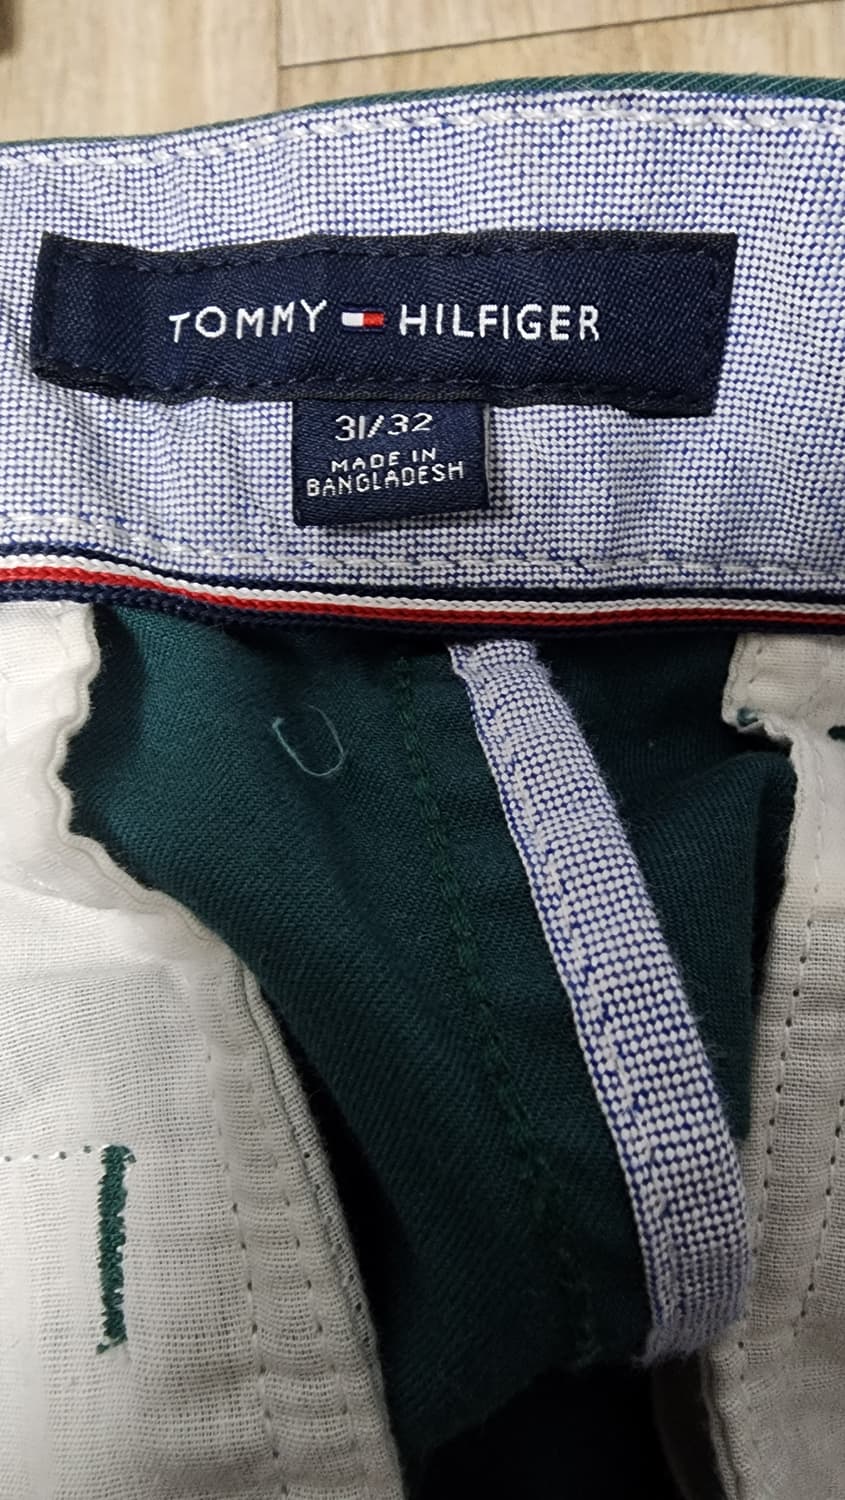 TOMMY HILFIGER
31/32
MADE IN
BANGLADESH